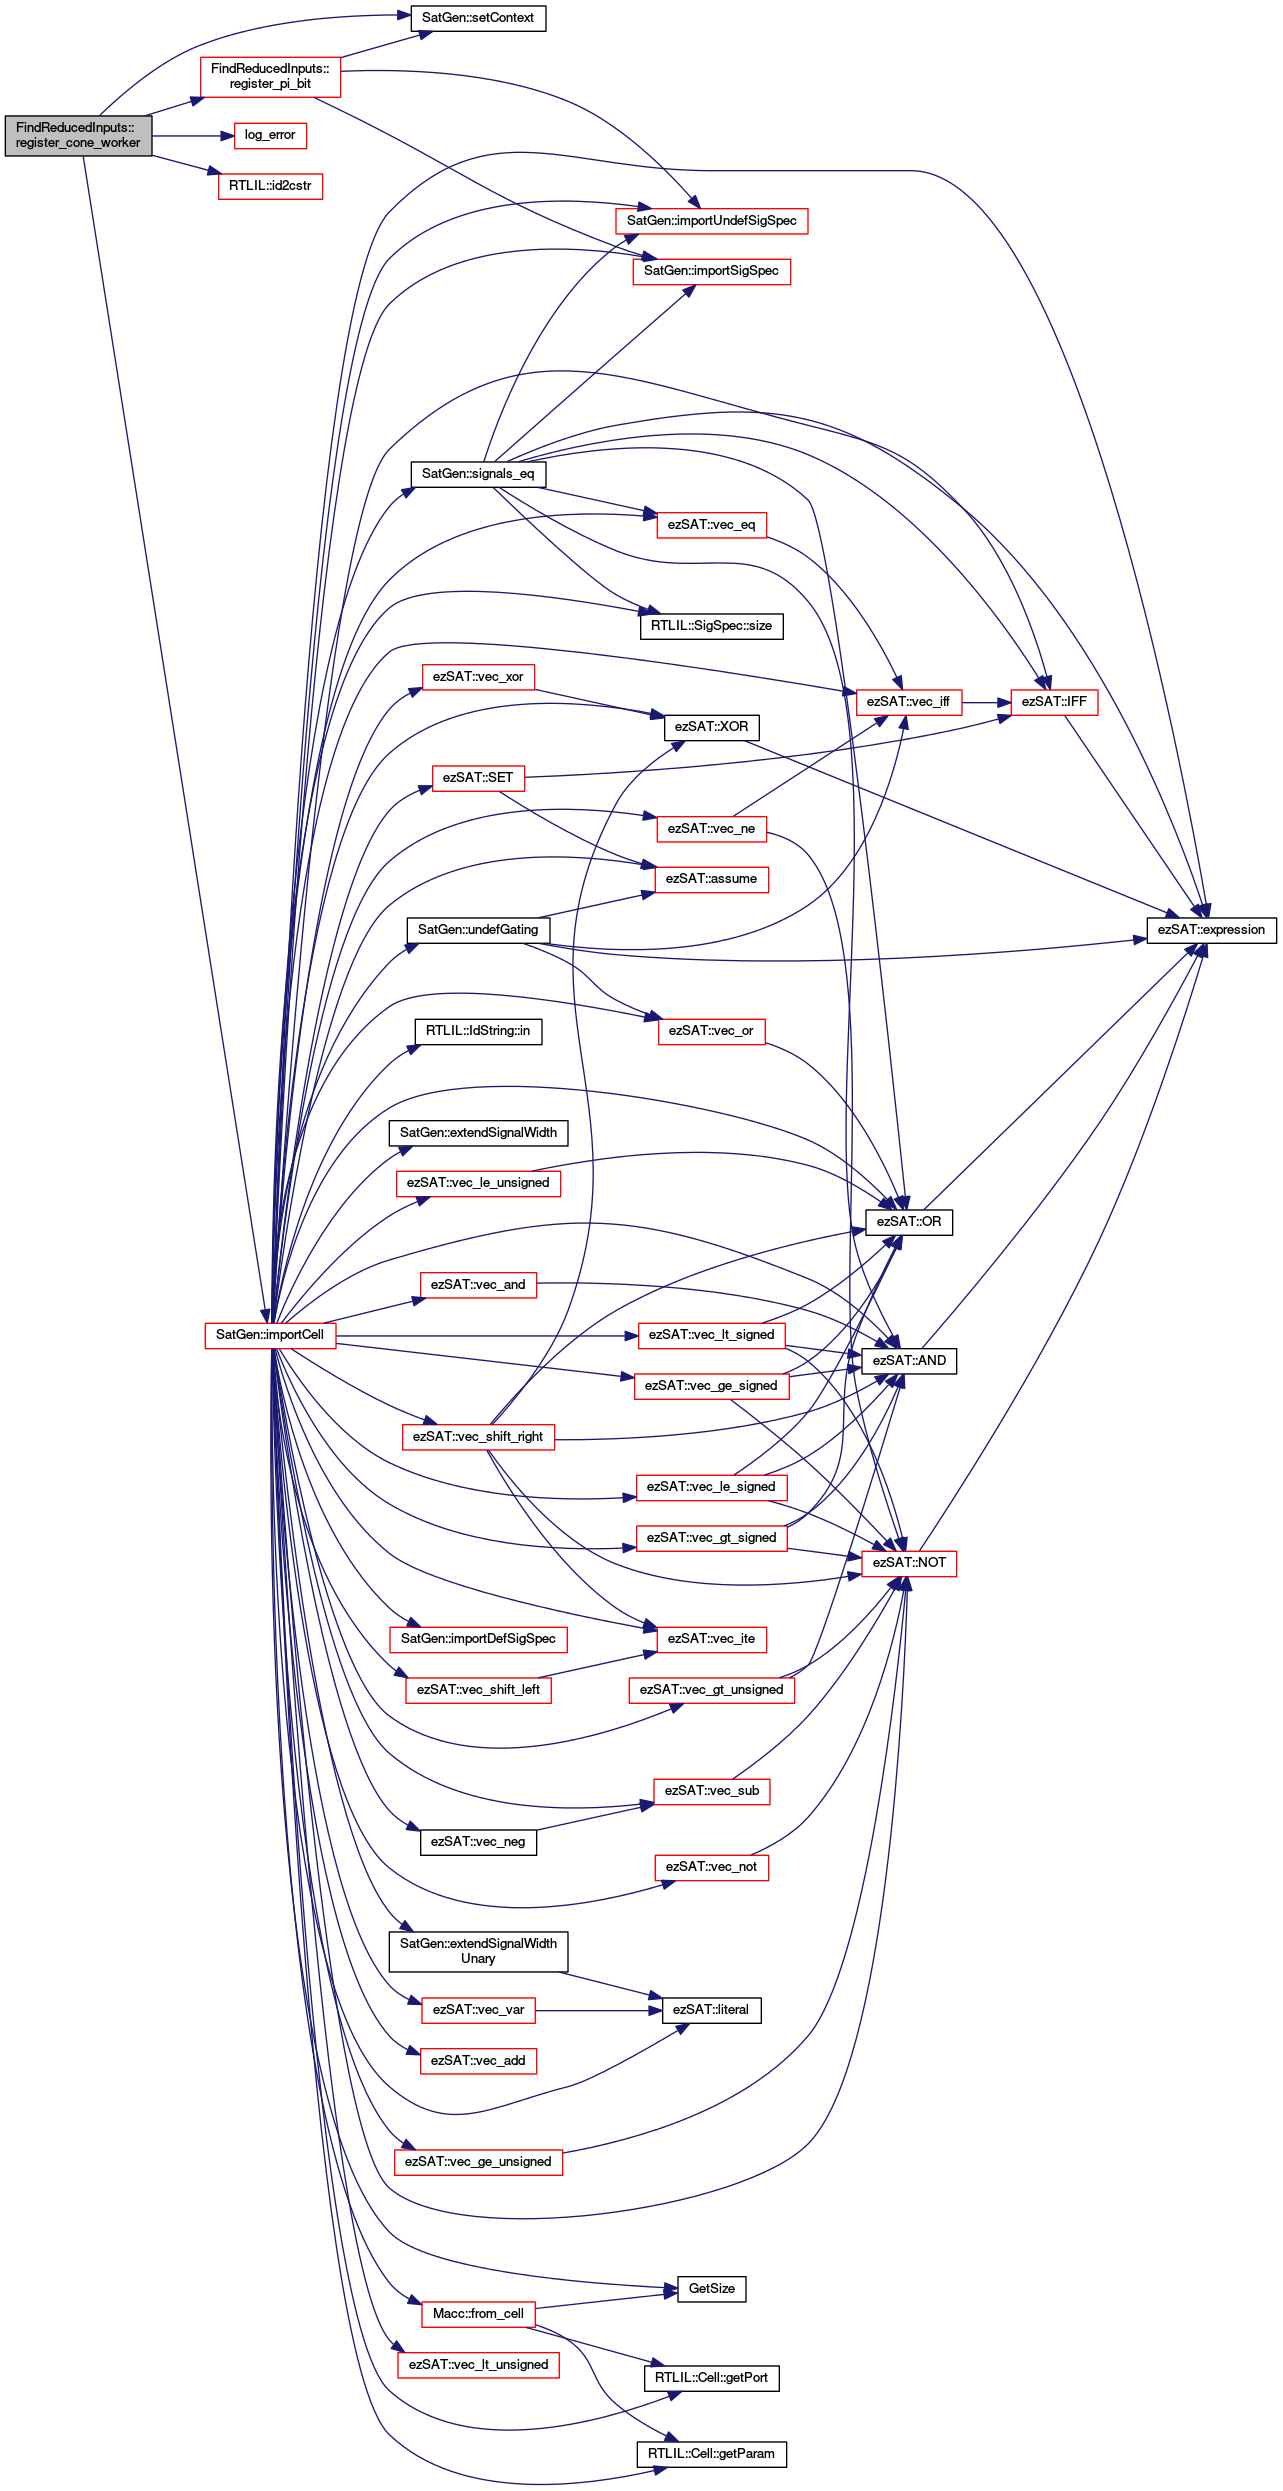 SatGen::setContext
FindReducedInputs::
register_pi_bit
FindReducedInputs::
register_cone_worker
log_error
RTLIL::id2cstr
SatGen::importUndefSigSpec
SatGen::importSigSpec
SatGen::signals_eq
ezSAT::vec_eq
RTLIL::SigSpec::size
ezSAT::vec_xor
ezSAT::vec_iff
ezSAT::IFF
ezSAT::XOR
ezSAT::SET
ezSAT::vec_ne
ezSAT::assume
SatGen::undefGating
ezSAT::expression
RTLIL::IdString::in
ezSAT::vec_or
SatGen::extendSignalWidth
ezSAT::vec_le_unsigned
ezSAT::OR
ezSAT::vec_and
SatGen::importCell
ezSAT::vec_lt_signed
ezSAT::AND
ezSAT::vec_ge_signed
ezSAT::vec_shift_right
ezSAT::vec_le_signed
ezSAT::vec_gt_signed
ezSAT::NOT
SatGen::importDefSigSpec
ezSAT::vec_ite
ezSAT::vec_shift_left
ezSAT::vec_gt_unsigned
ezSAT::vec_sub
ezSAT::vec_neg
ezSAT::vec_not
SatGen::extendSignalWidth
Unary
ezSAT::vec_var
ezSAT::literal
ezSAT::vec_add
ezSAT::vec_ge_unsigned
GetSize
Macc::from_cell
ezSAT::vec_lt_unsigned
RTLIL::Cell::getPort
RTLIL::Cell::getParam